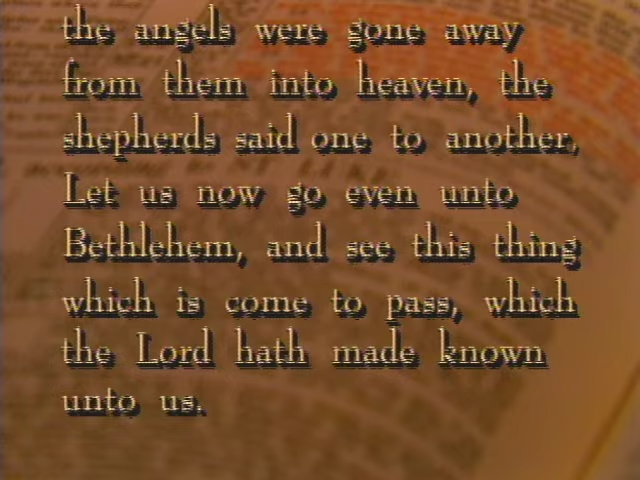 the angels were gone away
from them into heaven, the
shepherds said one to another,
Let us now go even unto
Bethlehem, and see this thing
which is come to pass, which
the Lord hath made known
unto us.